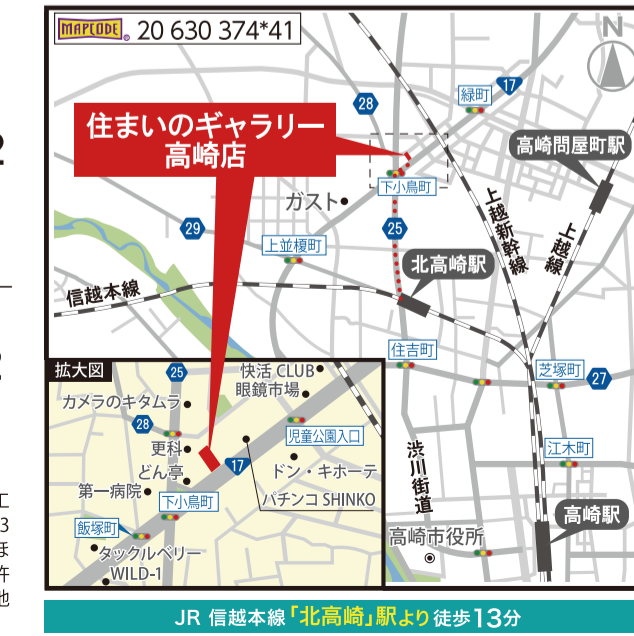 MAPCODE® 20 630 374*41
N
17
緑町
28
住まいのギャラリー
高崎店
高崎問屋町駅
下小鳥町
ガスト
上越新幹線
上越線
29
25
上並榎町
北高崎駅
信越本線
住吉町
芝塚町
27
江木町
渋川街道
高崎駅
高崎市役所
拡大図
25
快活 CLUB
眼鏡市場
カメラのキタムラ
28
児童公園入口
更科
17
どん亭
ドン・キホーテ
第一病院
下小鳥町
パチンコ SHINKO
飯塚町
タックルベリー
WILD-1
工
3
ほ
許
他
JR 信越本線「北高崎」駅より 徒歩13分